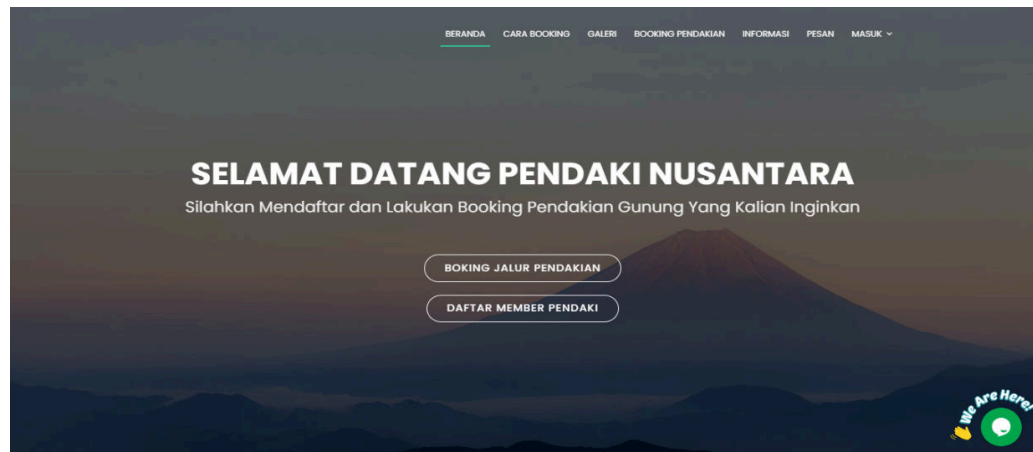 BERANDA CARA BOOKING GALERI BOOKING PENDAKIAN INFORMASI PESAN MASUK
SELAMAT DATANG PENDAKI NUSANTARA
Silahkan Mendaftar dan Lakukan Booking Pendakian Gunung Yang Kalian Inginkan
BOKING JALUR PENDAKIAN
DAFTAR MEMBER PENDAKI
We Are Here!